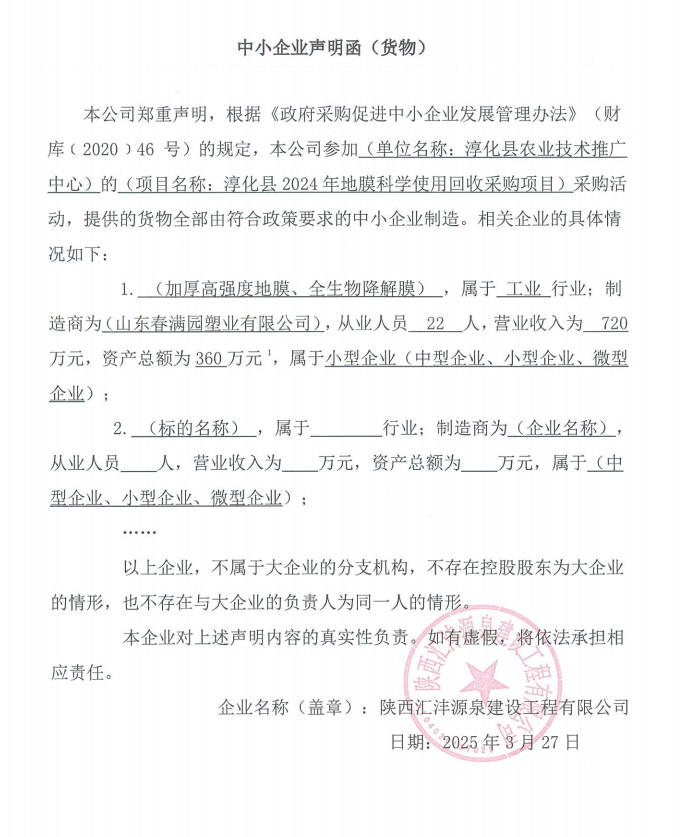 中小企业声明函（货物）
本公司郑重声明，根据《政府采购促进中小企业发展管理办法》（财
库﹝2020﹞46 号）的规定，本公司参加（单位名称：淳化县农业技术推广
中心）的（项目名称：淳化县 2024 年地膜科学使用回收采购项目）采购活
动，提供的货物全部由符合政策要求的中小企业制造。相关企业的具体情
况如下：
1. （加厚高强度地膜、全生物降解膜） ，属于 工业 行业；制
造商为（山东春满园塑业有限公司），从业人员 22 人，营业收入为 720
万元，资产总额为 360 万元¹，属于小型企业（中型企业、小型企业、微型
企业）；
2. （标的名称） ，属于______行业；制造商为（企业名称），
从业人员___人，营业收入为___万元，资产总额为___万元，属于（中
型企业、小型企业、微型企业）；
……
以上企业，不属于大企业的分支机构，不存在控股股东为大企业
的情形，也不存在与大企业的负责人为同一人的情形。
本企业对上述声明内容的真实性负责。如有虚假，将依法承担相
应责任。
企业名称（盖章）：陕西汇沣源泉建设工程有限公司
日期：2025 年 3 月 27 日
陕西汇沣源泉建设工程有限公司